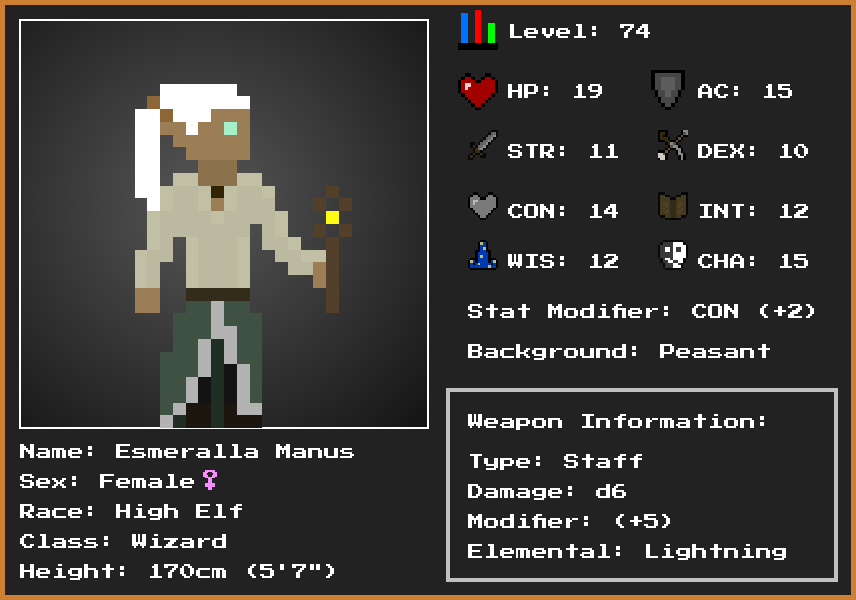 Level: 74
HP: 19
AC: 15
STR: 11
DEX: 10
CON: 14
INT: 12
WIS: 12
CHA: 15
Stat Modifier: CON (+2)
Background: Peasant
Weapon Information:
Type: Staff
Damage: d6
Modifier: (+5)
Elemental: Lightning
Name: Esmeralla Manus
Sex: Female♀
Race: High Elf
Class: Wizard
Height: 170cm (5'7")